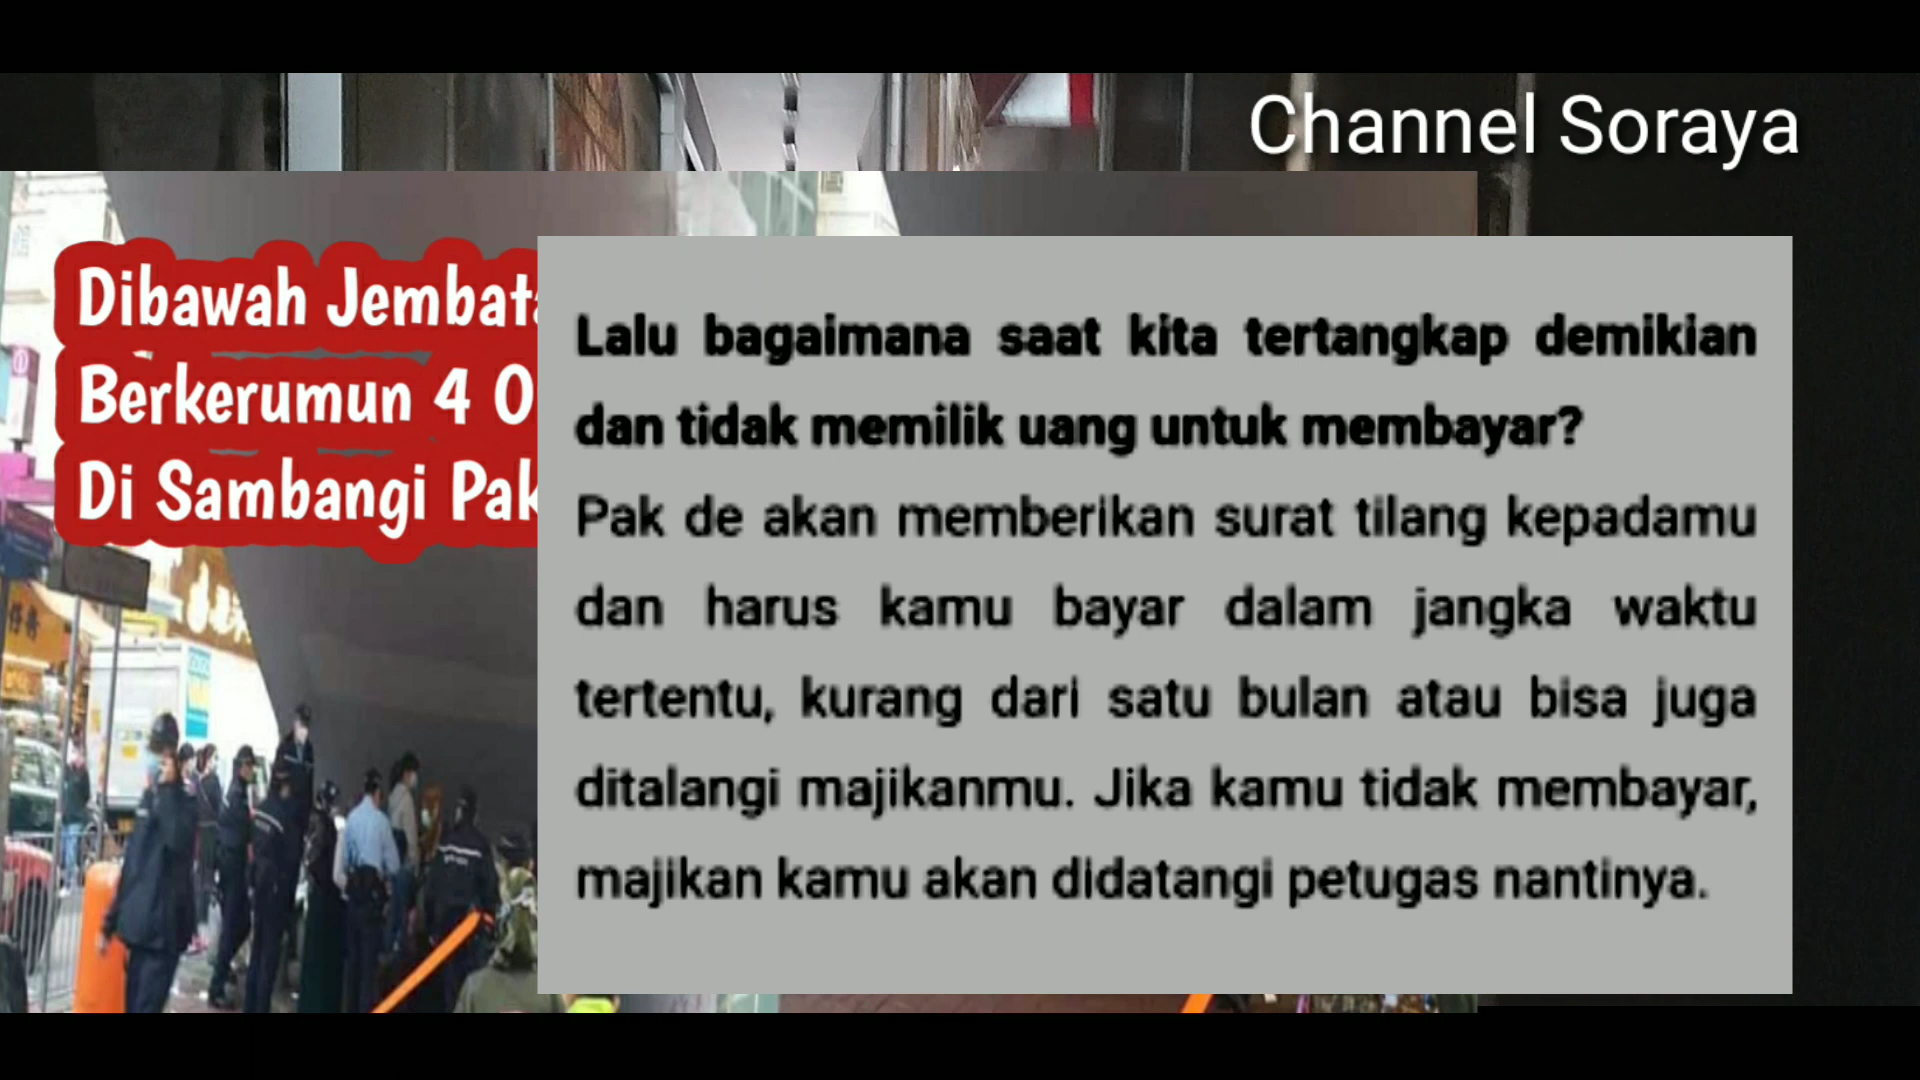 Channel Soraya
Dibawah
Berkerumun 4
Di Sambangi
Lalu bagaimana saat kita tertangkap demikian
dan tidak memilik uang untuk membayar?
Pak de akan memberikan surat tilang kepadamu
dan harus kamu bayar dalam jangka waktu
tertentu, kurang dari satu bulan atau bisa juga
ditalangi majikanmu. Jika kamu tidak membayar,
majikan kamu akan didatangi petugas nantinya.